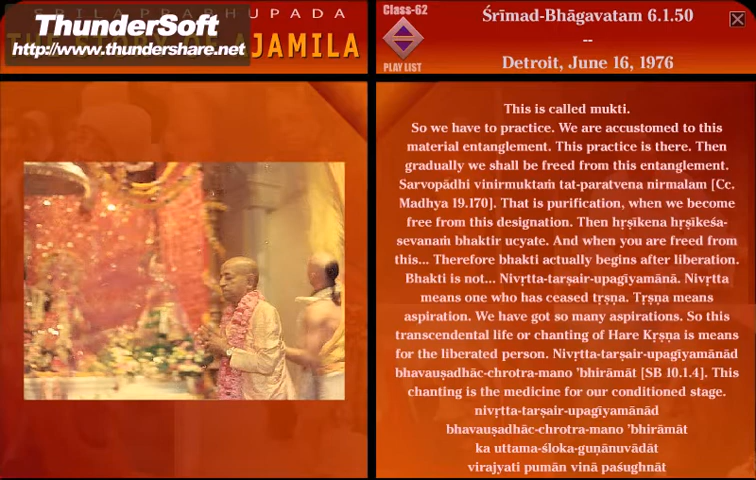 SRILA PRABHUPADA
THE STORY OF AJAMILA
ThunderSoft
http://www.thundershare.net
Class-62
PLAY LIST
Śrīmad-Bhāgavatam 6.1.50
--
Detroit, June 16, 1976
This is called mukti.
So we have to practice. We are accustomed to this
material entanglement. This practice is there. Then
gradually we shall be freed from this entanglement.
Sarvopādhi vinirmuktaṁ tat-paratvena nirmalam [Cc.
Madhya 19.170]. That is purification, when we become
free from this designation. Then hṛṣīkena hṛṣīkeśa-
sevanaṁ bhaktir ucyate. And when you are freed from
this... Therefore bhakti actually begins after liberation.
Bhakti is not... Nivṛtta-tarṣair-upagīyamānā. Nivṛtta
means one who has ceased tṛṣṇa. Tṛṣṇa means
aspiration. We have got so many aspirations. So this
transcendental life or chanting of Hare Kṛṣṇa is means
for the liberated person. Nivṛtta-tarṣair-upagīyamānād
bhavauṣadhāc-chrotra-mano 'bhirāmāt [SB 10.1.4]. This
chanting is the medicine for our conditioned stage.
nivṛtta-tarṣair-upagīyamānād
bhavauṣadhāc-chrotra-mano 'bhirāmāt
ka uttama-śloka-guṇānuvādāt
virajyati pumān vinā paśughnāt